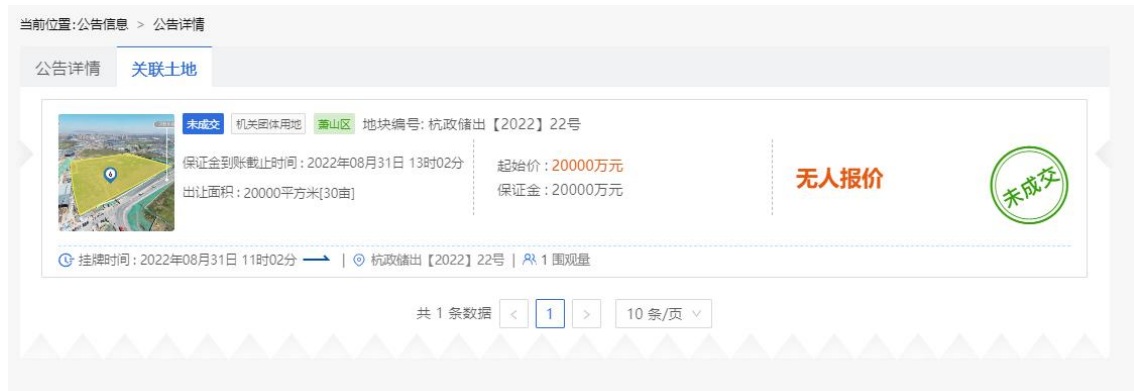 当前位置:公告信息 > 公告详情
公告详情 关联土地
未成交 机关团体用地 萧山区 地块编号: 杭政储出【2022】22号
保证金到账截止时间 : 2022年08月31日 13时02分
出让面积 : 20000平方米[30亩]
起始价 : 20000万元
保证金 : 20000万元
无人报价
未成交
挂牌时间 : 2022年08月31日 11时02分 | 杭政储出【2022】22号 | 1 围观量
共 1 条数据 < 1 > 10 条/页